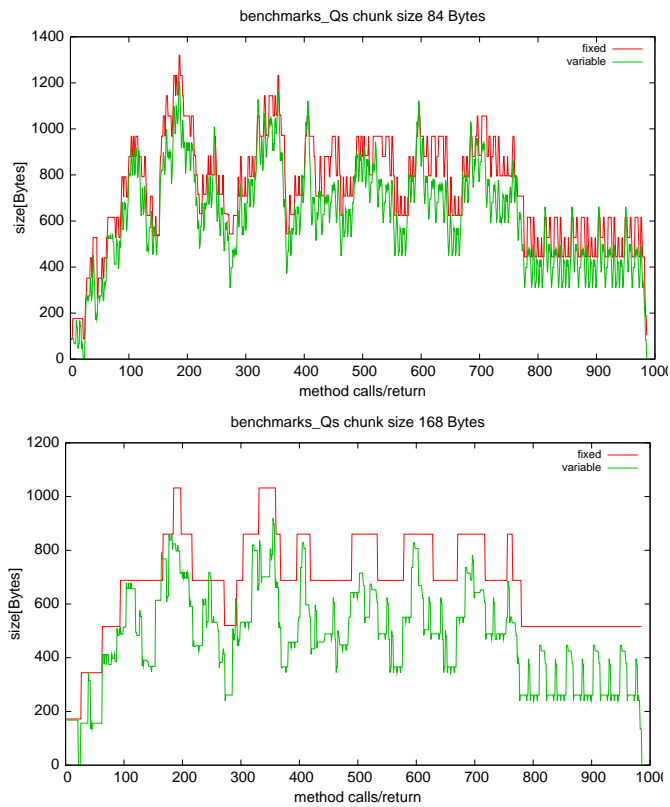 benchmarks_Qs chunk size 84 Bytes
1400
fixed
variable
1200
1000
800
size[Bytes]
600
400
200
0
0 100 200 300 400 500 600 700 800 900 1000
method calls/return
benchmarks_Qs chunk size 168 Bytes
1200
fixed
variable
1000
800
size[Bytes]
600
400
200
0
0 100 200 300 400 500 600 700 800 900 1000
method calls/return